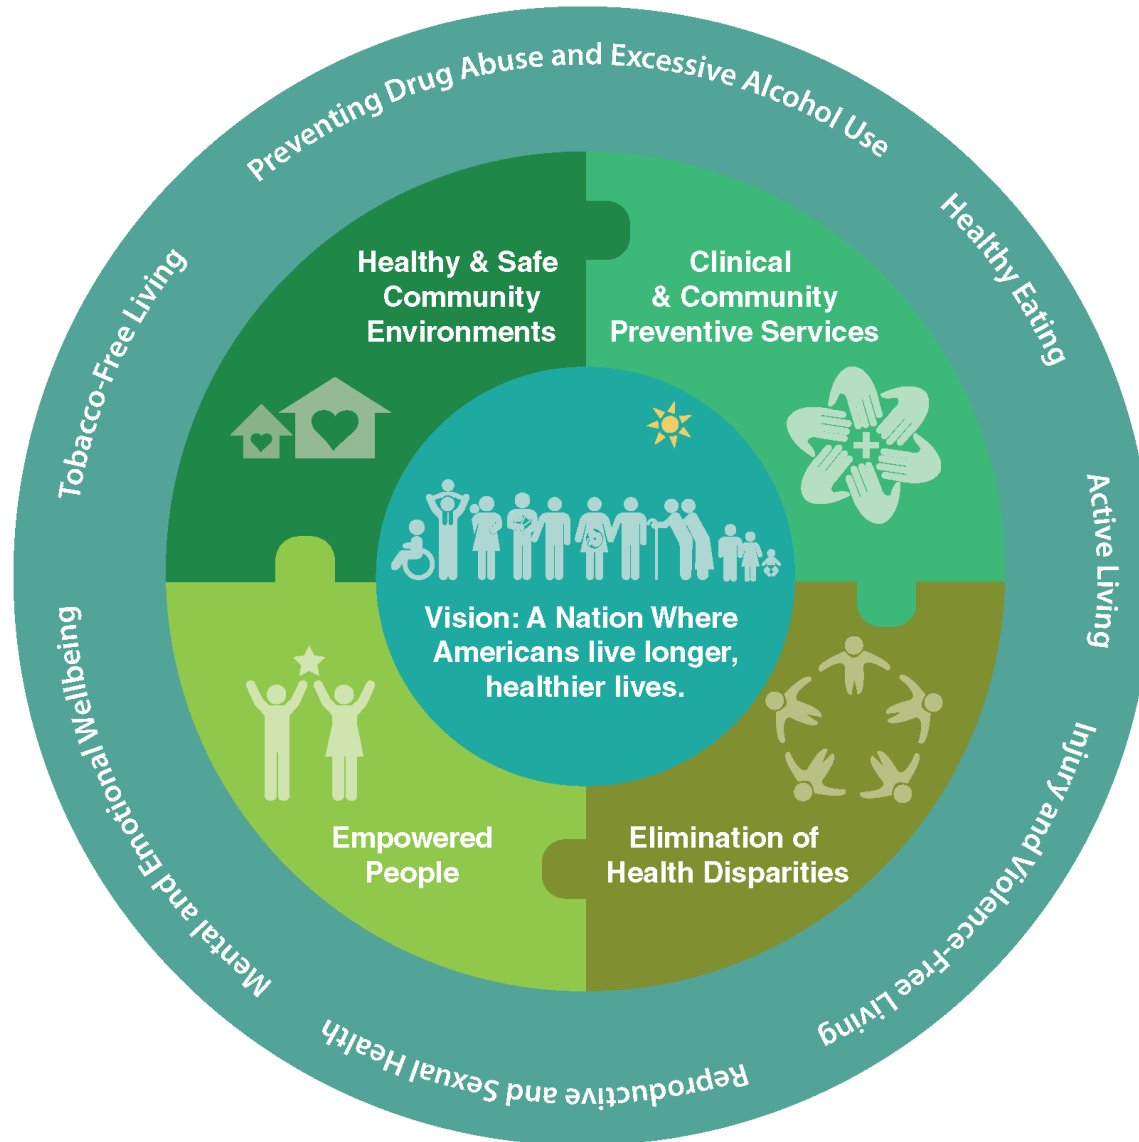 Preventing Drug Abuse and Excessive Alcohol Use
Healthy Eating
Active Living
Injury and Violence-Free Living
Reproductive and Sexual Health
Mental and Emotional Wellbeing
Tobacco-Free Living
Healthy & Safe
Community
Environments
Clinical
& Community
Preventive Services
Vision: A Nation Where
Americans live longer,
healthier lives.
Empowered
People
Elimination of
Health Disparities